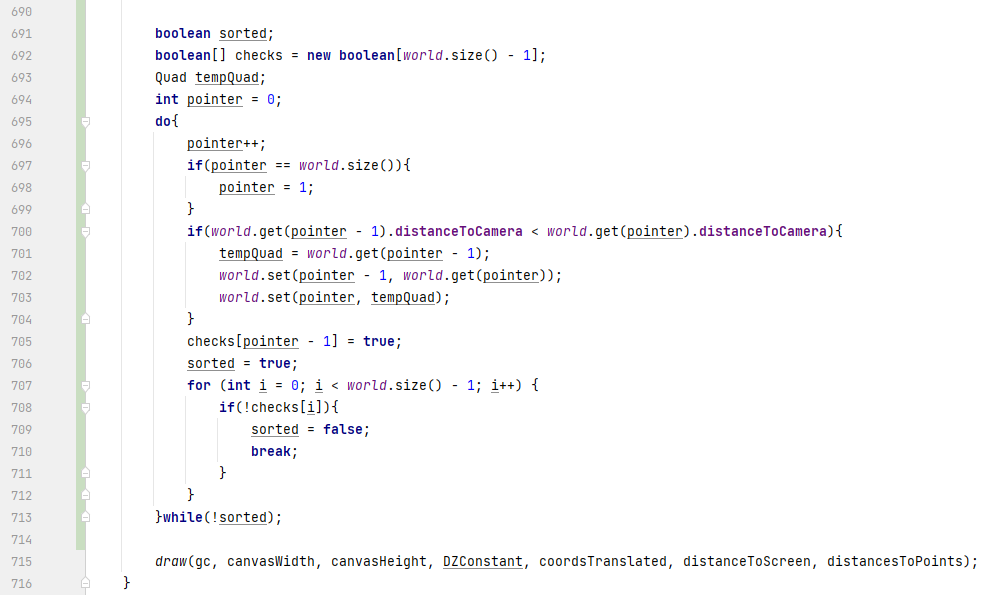 690
691 boolean sorted;
692 boolean[] checks = new boolean[world.size() - 1];
693 Quad tempQuad;
694 int pointer = 0;
695 do{
696 pointer++;
697 if(pointer == world.size()){
698 pointer = 1;
699 }
700 if(world.get(pointer - 1).distanceToCamera < world.get(pointer).distanceToCamera){
701 tempQuad = world.get(pointer - 1);
702 world.set(pointer - 1, world.get(pointer));
703 world.set(pointer, tempQuad);
704 }
705 checks[pointer - 1] = true;
706 sorted = true;
707 for (int i = 0; i < world.size() - 1; i++) {
708 if(!checks[i]){
709 sorted = false;
710 break;
711 }
712 }
713 }while(!sorted);
714
715 draw(gc, canvasWidth, canvasHeight, DZConstant, coordsTranslated, distanceToScreen, distancesToPoints);
716 }